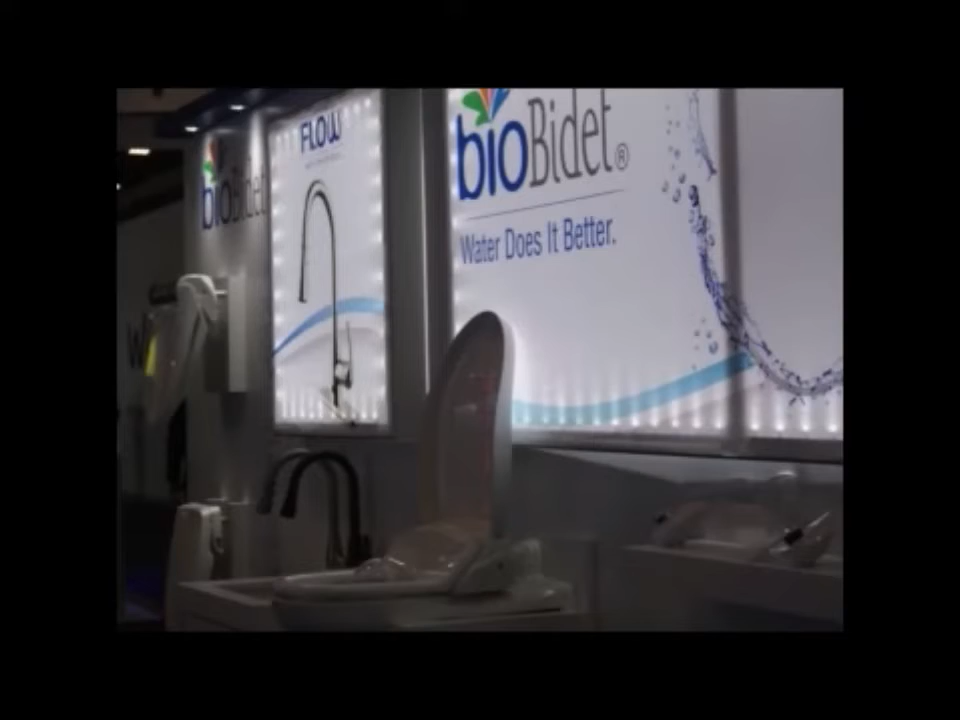 FLOW
bioBidet
bioBidet®
Water Does It Better.
W